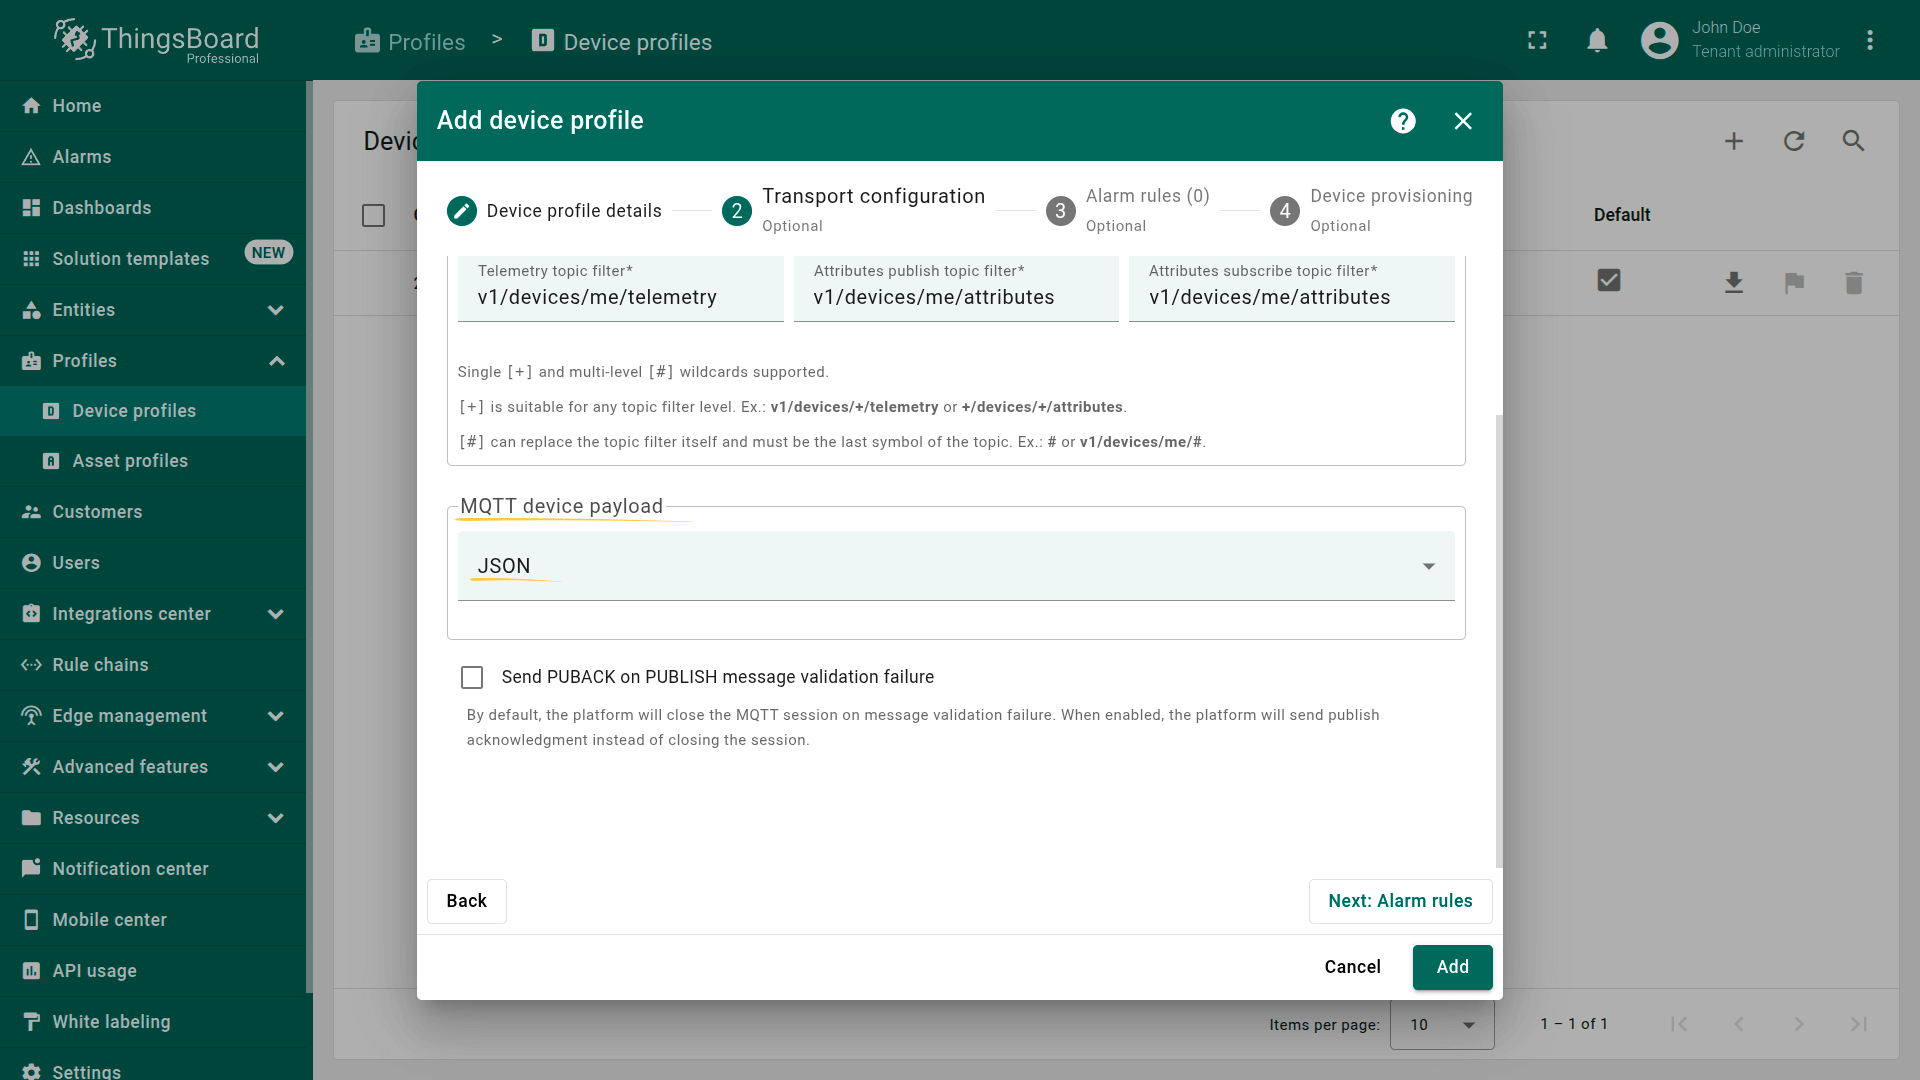 ThingsBoard
Professional
Profiles > Device profiles
John Doe
Tenant administrator
Home
Alarms
Dashboards
Solution templates
NEW
Entities
Profiles
Device profiles
Asset profiles
Customers
Users
Integrations center
Rule chains
Edge management
Advanced features
Resources
Notification center
Mobile center
API usage
White labeling
Settings
Default
Add device profile
Device profile details
2
Transport configuration
Optional
3
Alarm rules (0)
Optional
4
Device provisioning
Optional
Telemetry topic filter*
v1/devices/me/telemetry
Attributes publish topic filter*
v1/devices/me/attributes
Attributes subscribe topic filter*
v1/devices/me/attributes
Single [+] and multi-level [#] wildcards supported.
[+] is suitable for any topic filter level. Ex.: v1/devices/+/telemetry or +/devices/+/attributes.
[#] can replace the topic filter itself and must be the last symbol of the topic. Ex.: # or v1/devices/me/#.
MQTT device payload
JSON
Send PUBACK on PUBLISH message validation failure
By default, the platform will close the MQTT session on message validation failure. When enabled, the platform will send publish
acknowledgment instead of closing the session.
Back
Next: Alarm rules
Cancel
Add
Items per page: 10
1 – 1 of 1